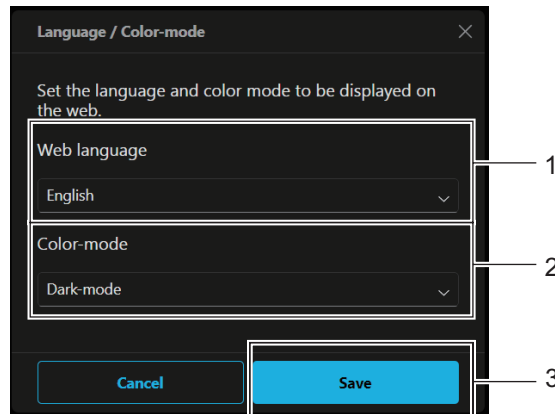 Language / Color-mode
Set the language and color mode to be displayed on
the web.
Web language
1
English
Color-mode
2
Dark-mode
Cancel
Save
3